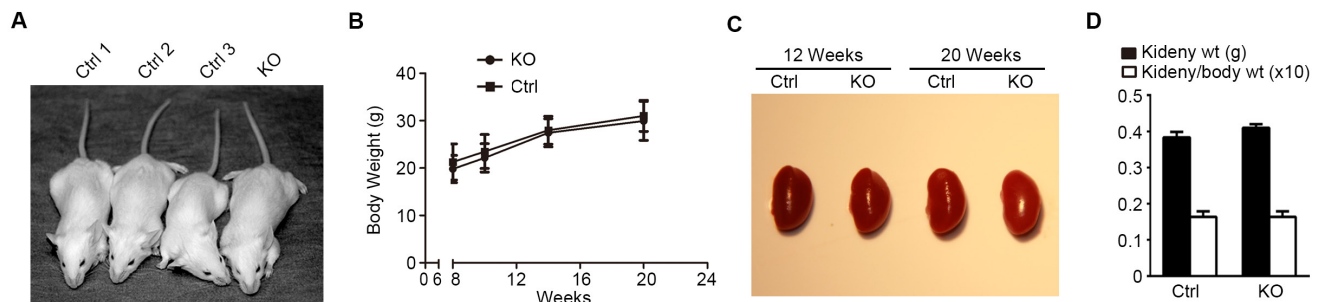 A
Ctrl 1
Ctrl 2
Ctrl 3
KO
B
KO
Ctrl
Body Weight (g)
40
30
20
10
0
0 6 8 12 16 20 24
Weeks
C
12 Weeks 20 Weeks
Ctrl KO Ctrl KO
D
Kideny wt (g)
Kideny/body wt (x10)
0.5
0.4
0.3
0.2
0.1
0
Ctrl KO